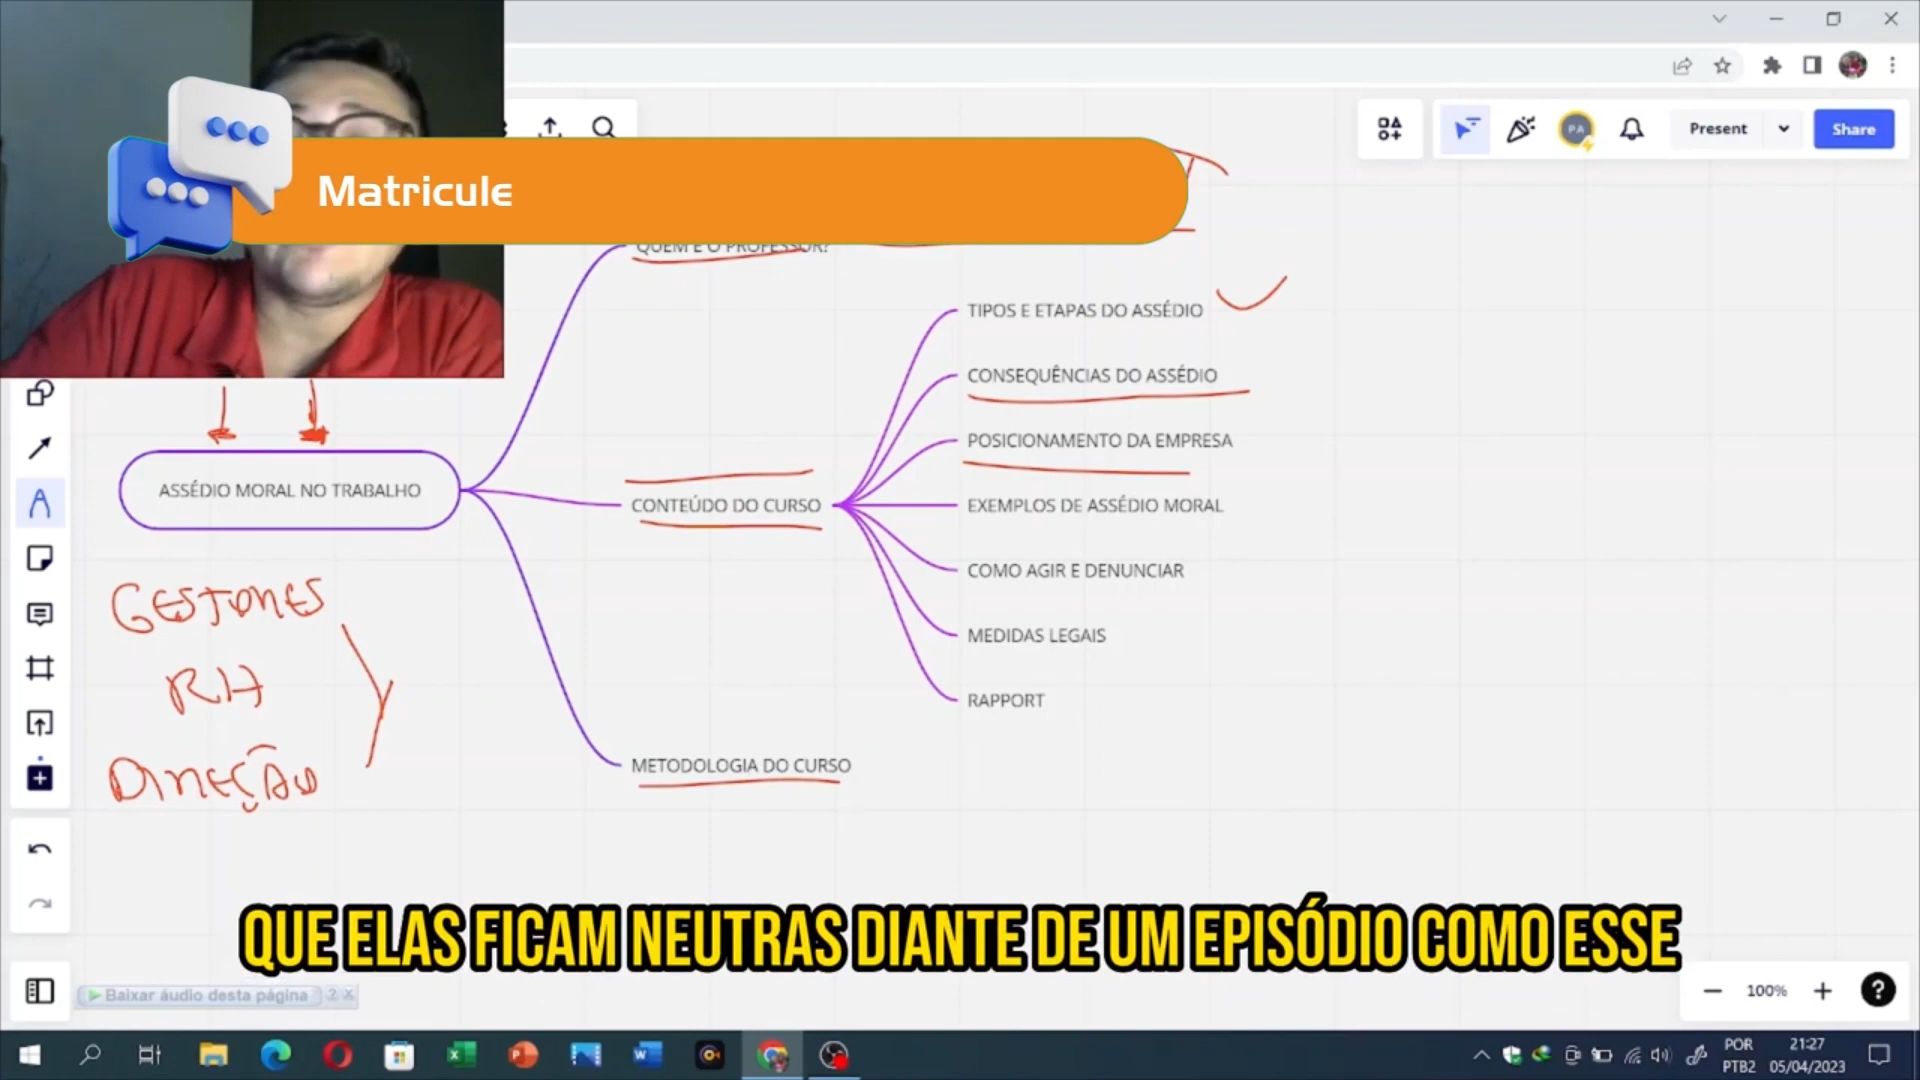 Present
Share
Matricule
QUEM É O PROFESSOR?
TIPOS E ETAPAS DO ASSÉDIO
CONSEQUÊNCIAS DO ASSÉDIO
POSICIONAMENTO DA EMPRESA
ASSÉDIO MORAL NO TRABALHO
CONTEÚDO DO CURSO
EXEMPLOS DE ASSÉDIO MORAL
COMO AGIR E DENUNCIAR
GESTORES
MEDIDAS LEGAIS
RH
RAPPORT
DIREÇÃO
METODOLOGIA DO CURSO
QUE ELAS FICAM NEUTRAS DIANTE DE UM EPISÓDIO COMO ESSE
Baixar áudio desta página ? X
100%
POR
PTB2
21:27
05/04/2023